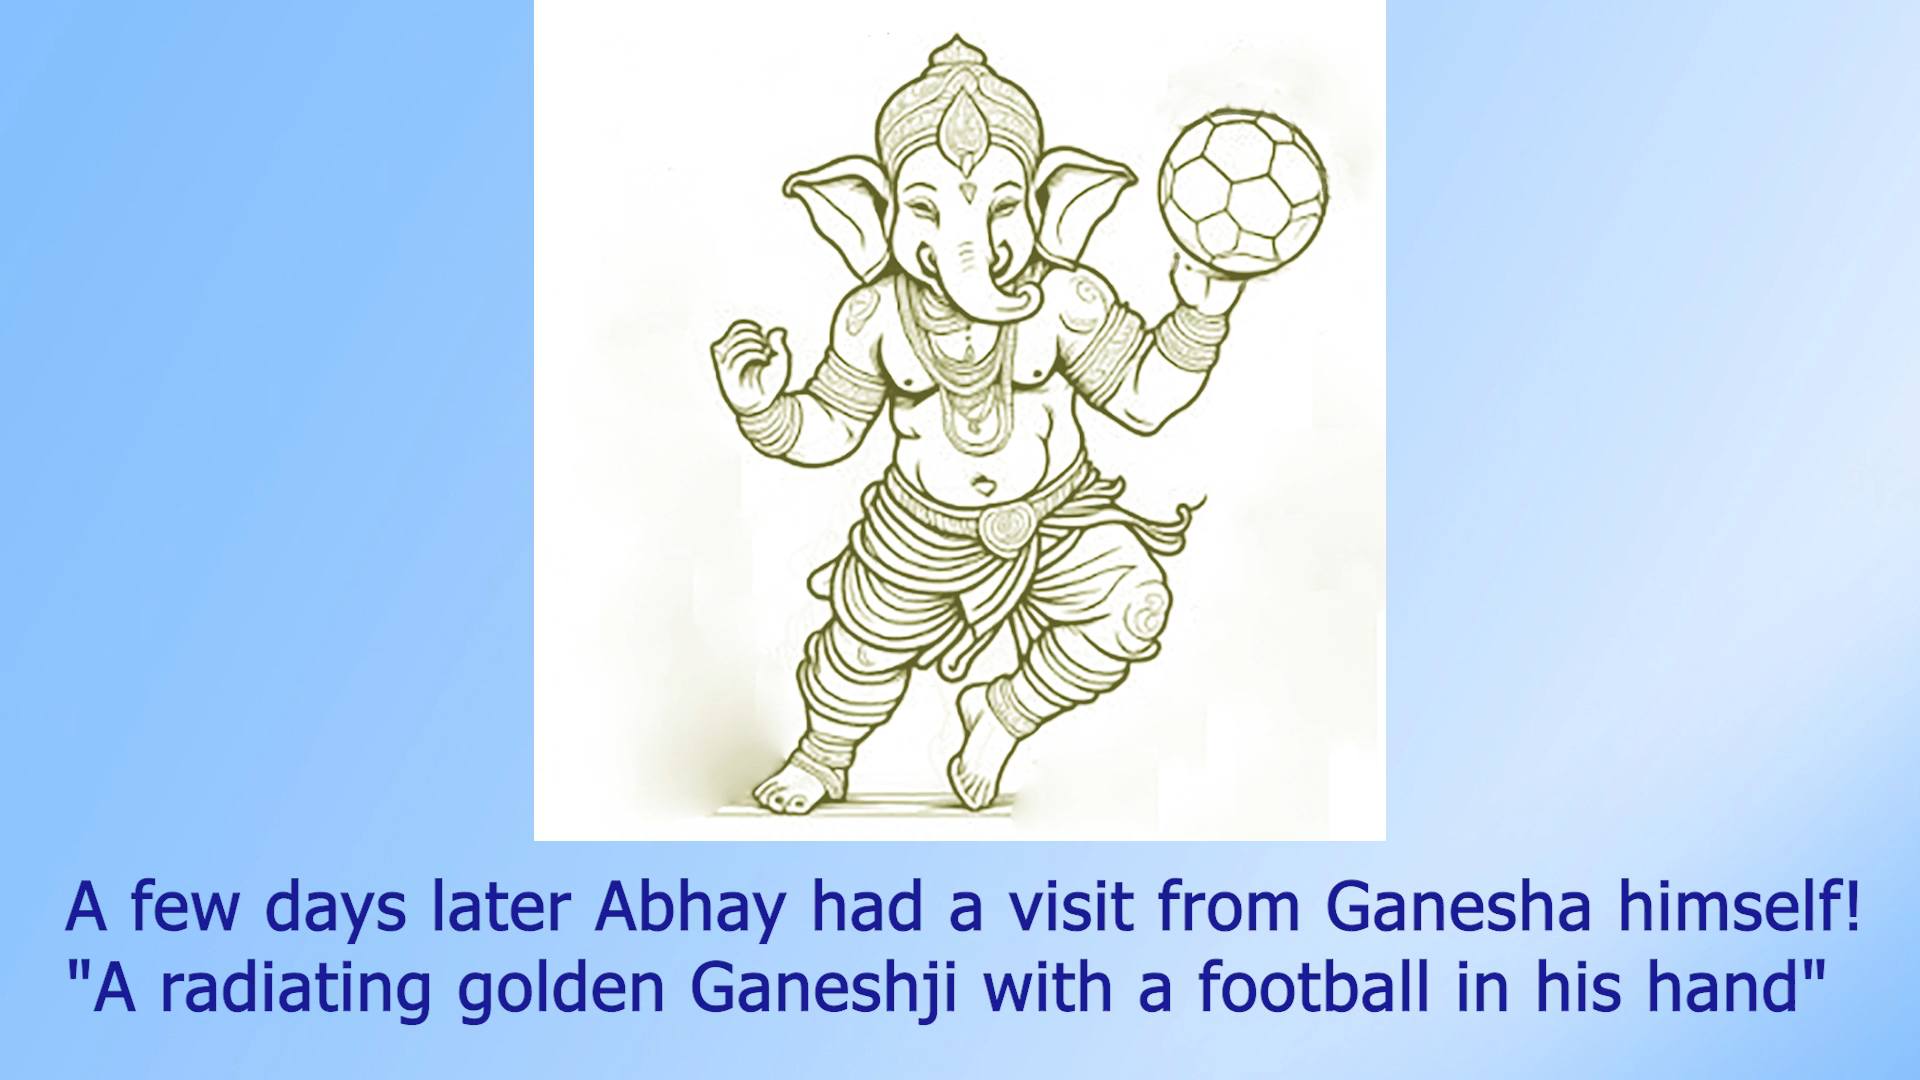 A few days later Abhay had a visit from Ganesha himself!
"A radiating golden Ganeshji with a football in his hand"